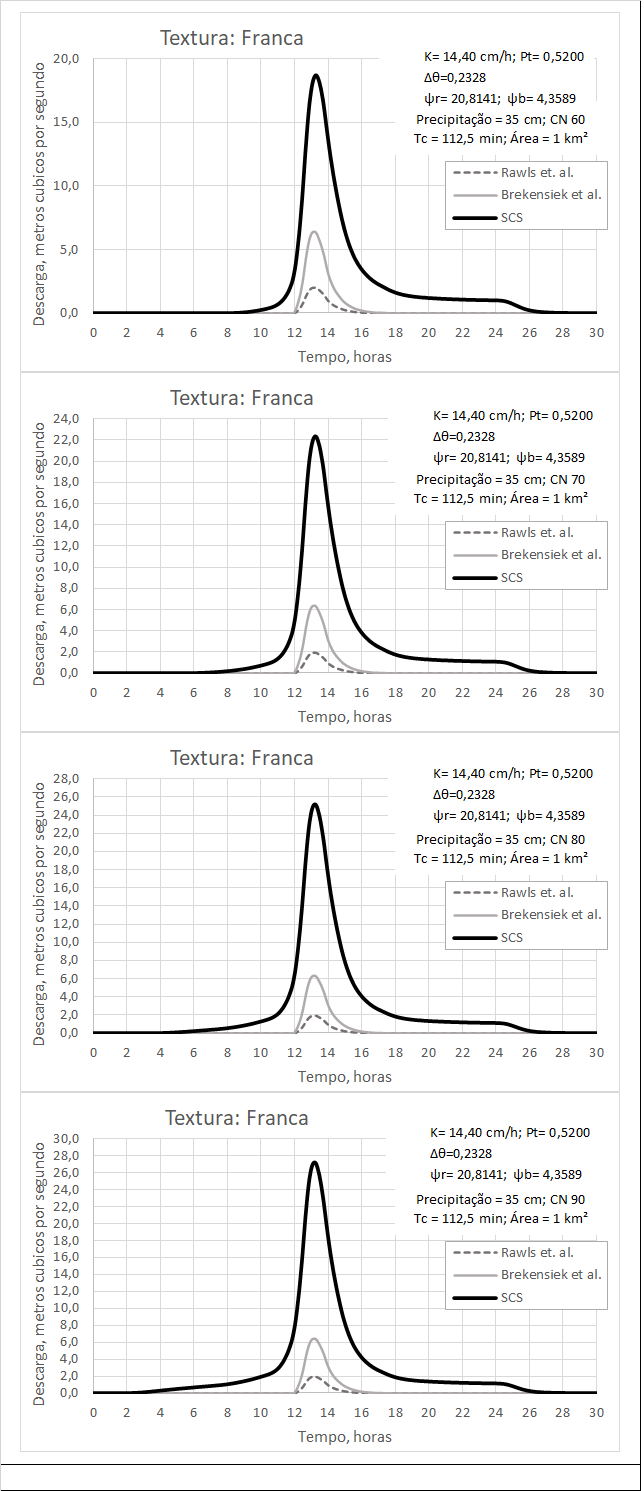 Textura: Franca
K= 14,40 cm/h; Pt= 0,5200
Δθ=0,2328
ψr= 20,8141; ψb= 4,3589
Precipitação = 35 cm; CN 60
Tc = 112,5 min; Área = 1 km²
Rawls et. al.
Brekensiek et al.
SCS
Descarga, metros cubicos por segundo
20,0
15,0
10,0
5,0
0,0
0 2 4 6 8 10 12 14 16 18 20 22 24 26 28 30
Tempo, horas
Textura: Franca
K= 14,40 cm/h; Pt= 0,5200
Δθ=0,2328
ψr= 20,8141; ψb= 4,3589
Precipitação = 35 cm; CN 70
Tc = 112,5 min; Área = 1 km²
Rawls et. al.
Brekensiek et al.
SCS
Descarga, metros cubicos por segundo
24,0
22,0
20,0
18,0
16,0
14,0
12,0
10,0
8,0
6,0
4,0
2,0
0,0
0 2 4 6 8 10 12 14 16 18 20 22 24 26 28 30
Tempo, horas
Textura: Franca
K= 14,40 cm/h; Pt= 0,5200
Δθ=0,2328
ψr= 20,8141; ψb= 4,3589
Precipitação = 35 cm; CN 80
Tc = 112,5 min; Área = 1 km²
Rawls et. al.
Brekensiek et al.
SCS
Descarga, metros cubicos por segundo
28,0
26,0
24,0
22,0
20,0
18,0
16,0
14,0
12,0
10,0
8,0
6,0
4,0
2,0
0,0
0 2 4 6 8 10 12 14 16 18 20 22 24 26 28 30
Tempo, horas
Textura: Franca
K= 14,40 cm/h; Pt= 0,5200
Δθ=0,2328
ψr= 20,8141; ψb= 4,3589
Precipitação = 35 cm; CN 90
Tc = 112,5 min; Área = 1 km²
Rawls et. al.
Brekensiek et al.
SCS
Descarga, metros cubicos por segundo
30,0
28,0
26,0
24,0
22,0
20,0
18,0
16,0
14,0
12,0
10,0
8,0
6,0
4,0
2,0
0,0
0 2 4 6 8 10 12 14 16 18 20 22 24 26 28 30
Tempo, horas